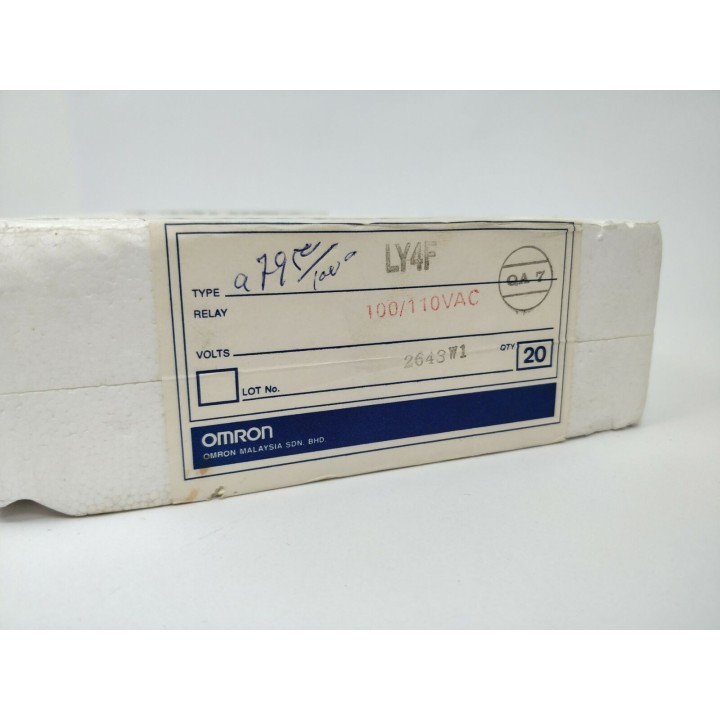 TYPE LY4F
RELAY
QA 7
100/110VAC
VOLTS
LOT No. 2643W1 QTY 20
OMRON
OMRON MALAYSIA SDN. BHD.